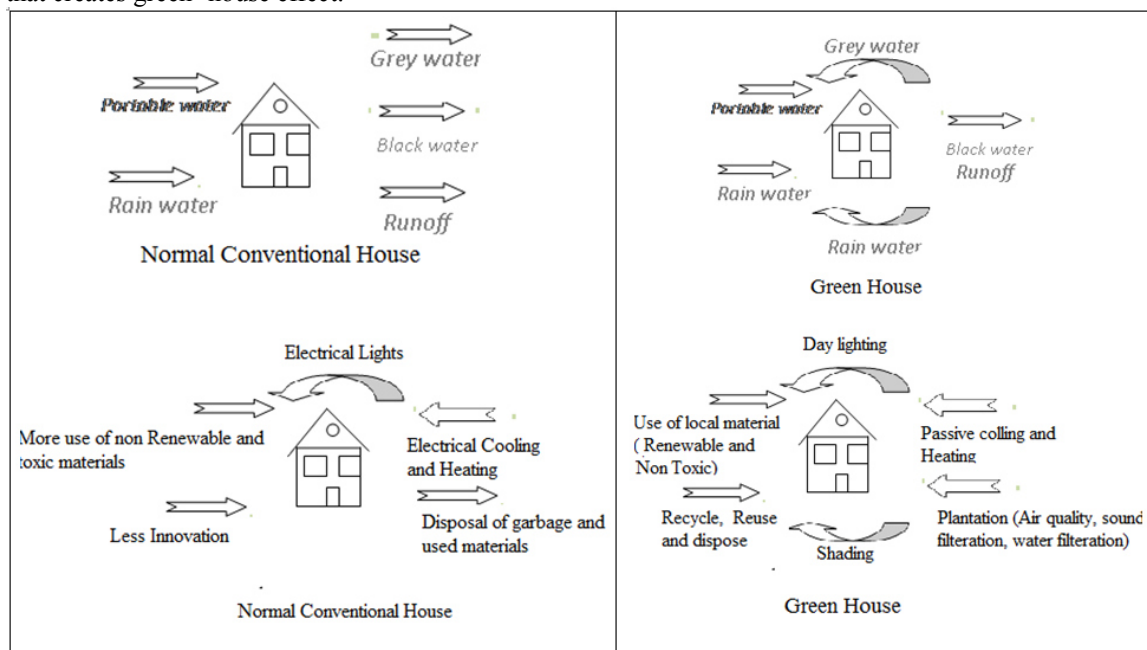 that creates green house effect.
Grey water
Portable water
Black water
Rain water
Runoff
Normal Conventional House
Grey water
Portable water
Black water
Runoff
Rain water
Rain water
Green House
Electrical Lights
More use of non Renewable and
toxic materials
Electrical Cooling
and Heating
Less Innovation
Disposal of garbage and
used materials
Normal Conventional House
Day lighting
Use of local material
( Renewable and
Non Toxic)
Passive colling and
Heating
Recycle, Reuse
and dispose
Shading
Plantation (Air quality, sound
filteration, water filteration)
Green House